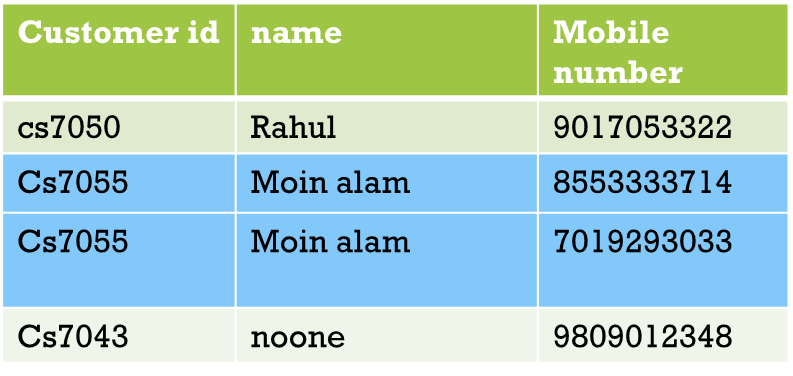 Customer id name Mobile
number
cs7050 Rahul 9017053322
Cs7055 Moin alam 8553333714
Cs7055 Moin alam 7019293033
Cs7043 noone 9809012348